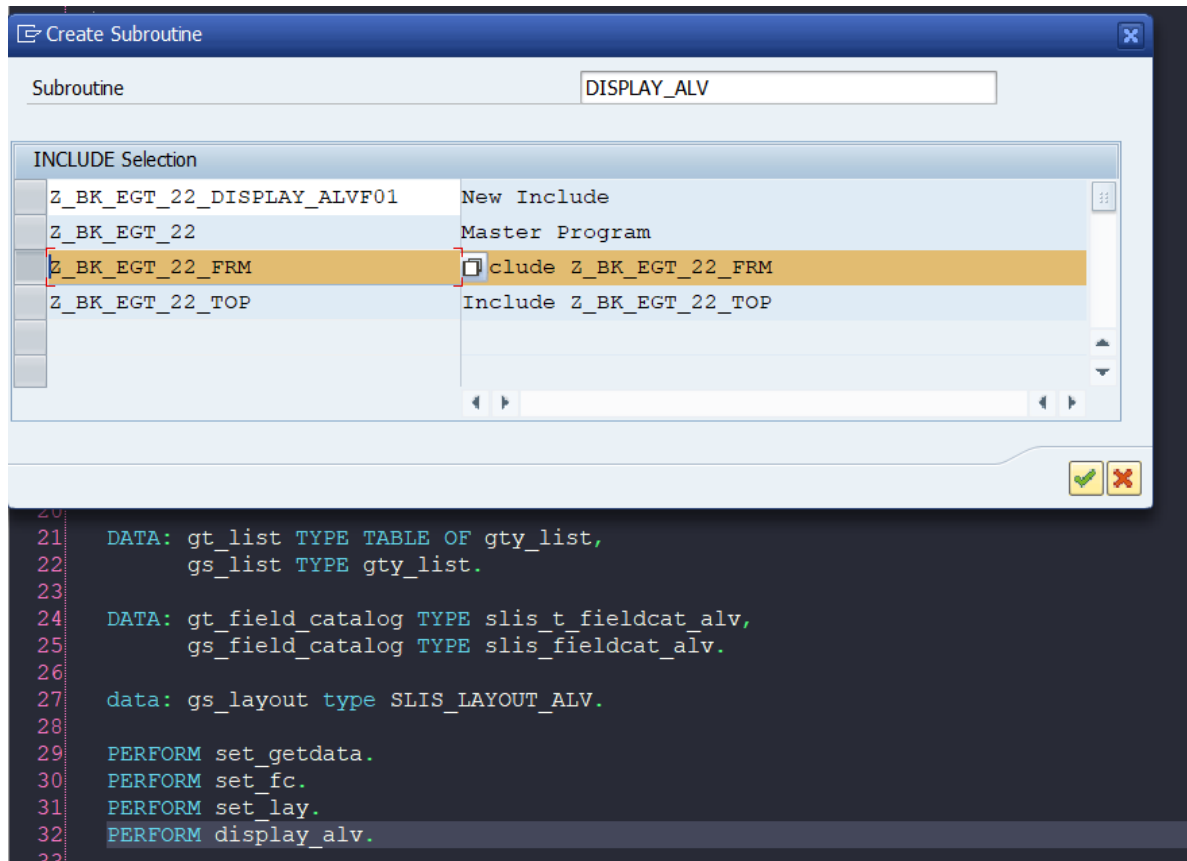 Create Subroutine
Subroutine DISPLAY_ALV
INCLUDE Selection
Z_BK_EGT_22_DISPLAY_ALVF01 New Include
Z_BK_EGT_22 Master Program
Z_BK_EGT_22_FRM clude Z_BK_EGT_22_FRM
Z_BK_EGT_22_TOP Include Z_BK_EGT_22_TOP
20
21 DATA: gt_list TYPE TABLE OF gty_list,
22 gs_list TYPE gty_list.
23
24 DATA: gt_field_catalog TYPE slis_t_fieldcat_alv,
25 gs_field_catalog TYPE slis_fieldcat_alv.
26
27 data: gs_layout type SLIS_LAYOUT_ALV.
28
29 PERFORM set_getdata.
30 PERFORM set_fc.
31 PERFORM set_lay.
32 PERFORM display_alv.
33